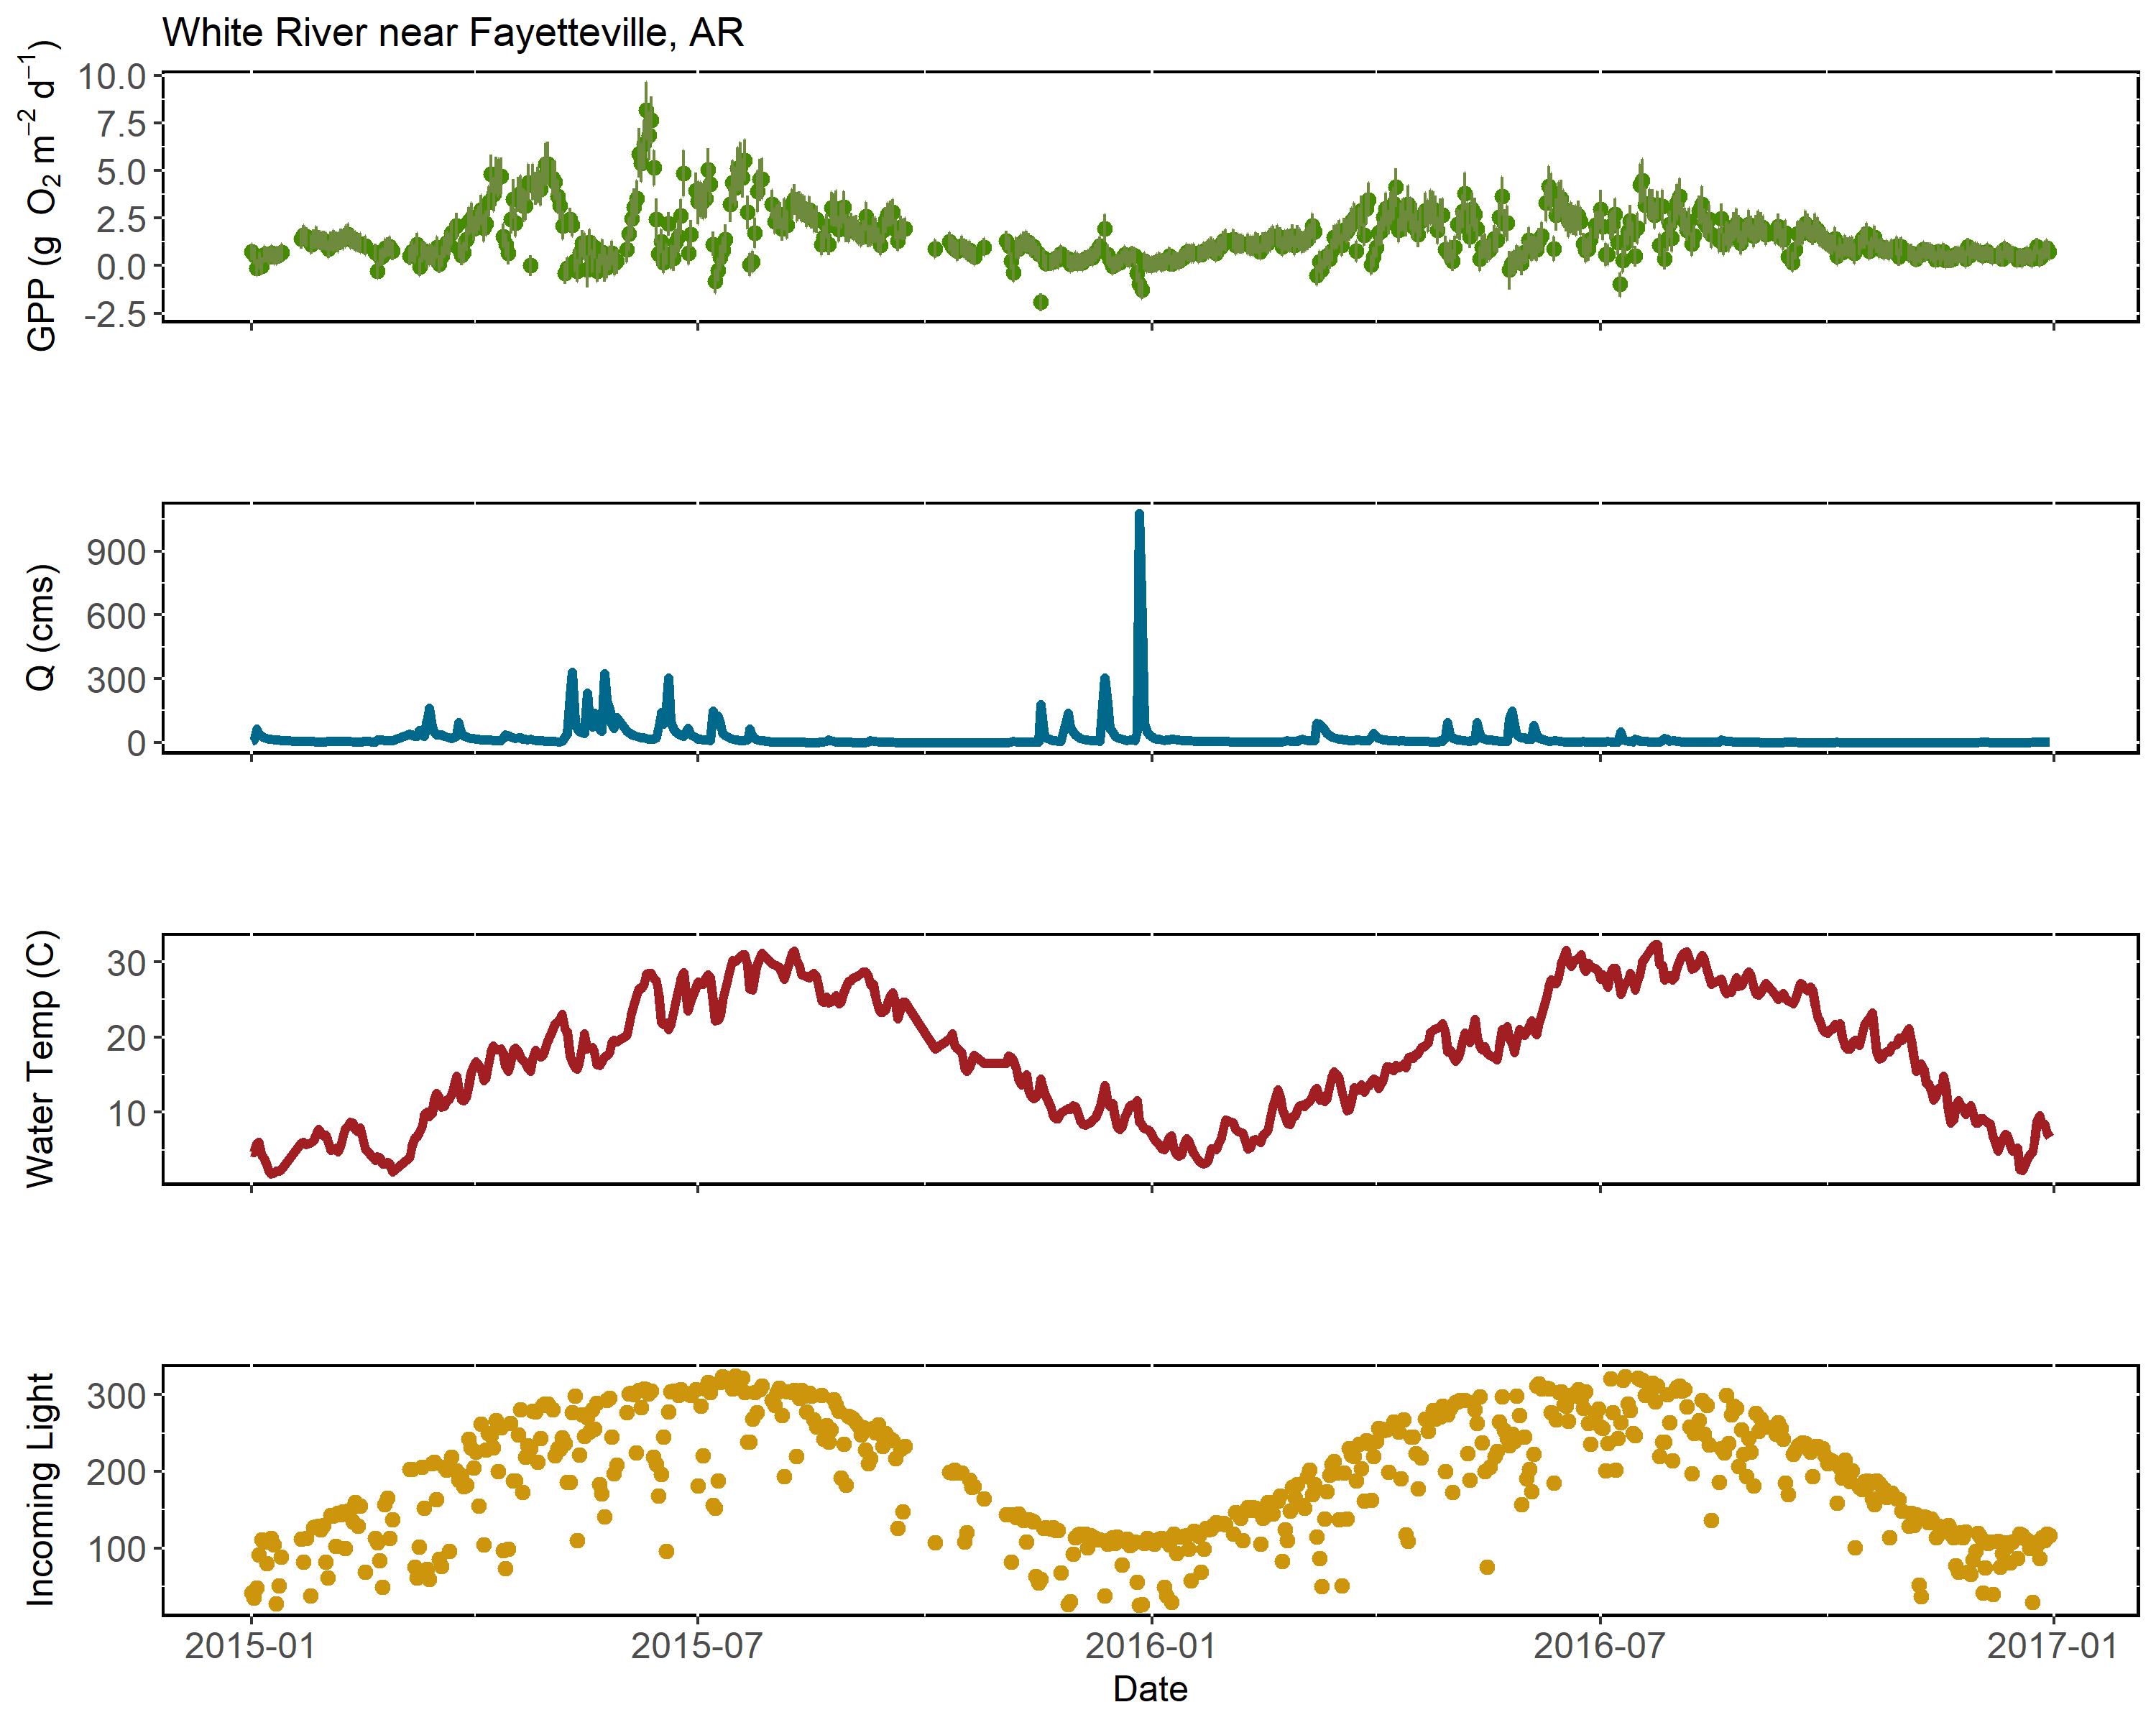 White River near Fayetteville, AR
GPP (g O₂ m⁻² d⁻¹)
10.0
7.5
5.0
2.5
0.0
-2.5
Q (cms)
900
600
300
0
Water Temp (C)
30
20
10
Incoming Light
300
200
100
2015-01 2015-07 2016-01 2016-07 2017-01
Date